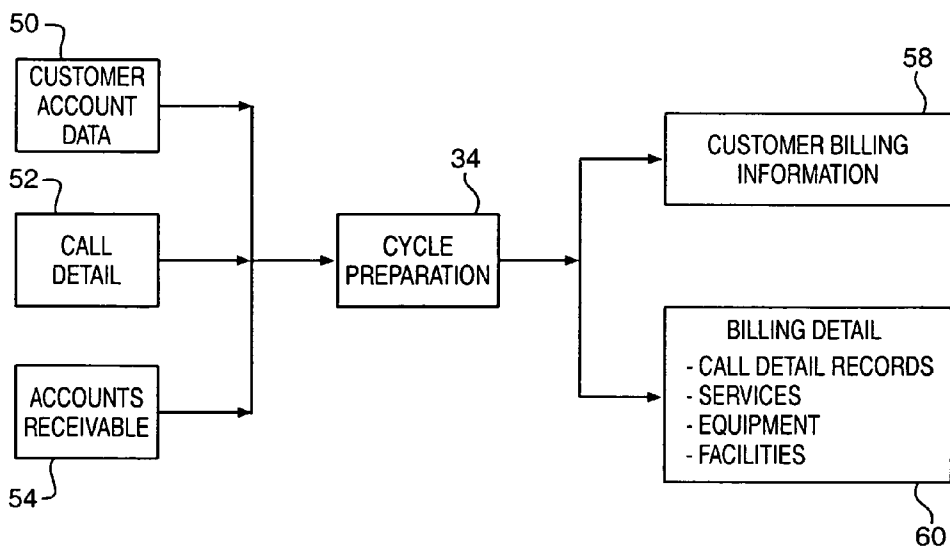 50
CUSTOMER
ACCOUNT
DATA
52
CALL
DETAIL
ACCOUNTS
RECEIVABLE
54
34
CYCLE
PREPARATION
58
CUSTOMER BILLING
INFORMATION
BILLING DETAIL
- CALL DETAIL RECORDS
- SERVICES
- EQUIPMENT
- FACILITIES
60